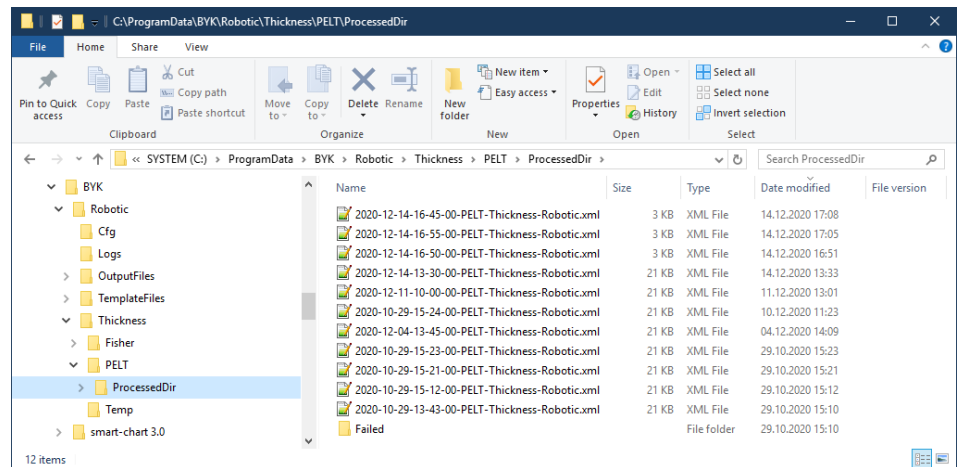 C:\ProgramData\BYK\Robotic\Thickness\PELT\ProcessedDir
File Home Share View
Pin to Quick access
Copy
Paste
Cut
Copy path
Paste shortcut
Clipboard
Move to
Copy to
Delete
Rename
Organize
New folder
New item
Easy access
New
Properties
Open
Edit
History
Open
Select all
Select none
Invert selection
Select
« SYSTEM (C:) > ProgramData > BYK > Robotic > Thickness > PELT > ProcessedDir >
Search ProcessedDir
BYK
Robotic
Cfg
Logs
OutputFiles
TemplateFiles
Thickness
Fisher
PELT
ProcessedDir
Temp
smart-chart 3.0
Name Size Type Date modified File version
2020-12-14-16-45-00-PELT-Thickness-Robotic.xml 3 KB XML File 14.12.2020 17:08
2020-12-14-16-55-00-PELT-Thickness-Robotic.xml 3 KB XML File 14.12.2020 17:05
2020-12-14-16-50-00-PELT-Thickness-Robotic.xml 3 KB XML File 14.12.2020 16:51
2020-12-14-13-30-00-PELT-Thickness-Robotic.xml 21 KB XML File 14.12.2020 13:33
2020-12-11-10-00-00-PELT-Thickness-Robotic.xml 21 KB XML File 11.12.2020 13:01
2020-10-29-15-24-00-PELT-Thickness-Robotic.xml 21 KB XML File 10.12.2020 11:23
2020-12-04-13-45-00-PELT-Thickness-Robotic.xml 21 KB XML File 04.12.2020 14:09
2020-10-29-15-23-00-PELT-Thickness-Robotic.xml 21 KB XML File 29.10.2020 15:23
2020-10-29-15-21-00-PELT-Thickness-Robotic.xml 21 KB XML File 29.10.2020 15:21
2020-10-29-15-12-00-PELT-Thickness-Robotic.xml 21 KB XML File 29.10.2020 15:12
2020-10-29-13-43-00-PELT-Thickness-Robotic.xml 21 KB XML File 29.10.2020 15:10
Failed File folder 29.10.2020 15:10
12 items